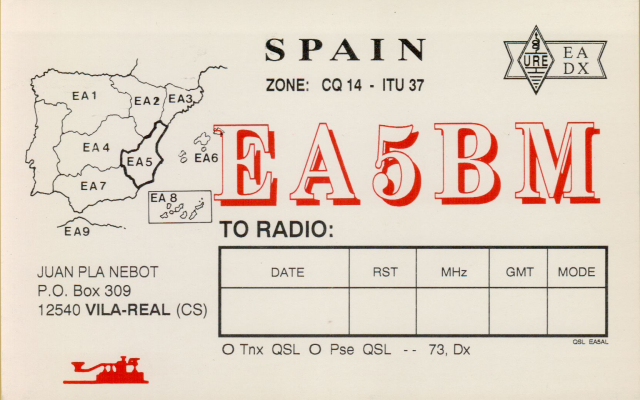 SPAIN
ZONE: CQ 14 - ITU 37
URE
EA
DX
EA1
EA2
EA3
EA4
EA5
EA6
EA7
EA 8
EA9
EA5BM
TO RADIO:
JUAN PLA NEBOT
P.O. Box 309
12540 VILA-REAL (CS)
DATE RST MHz GMT MODE
O Tnx QSL O Pse QSL -- 73, Dx
QSL EA5AL